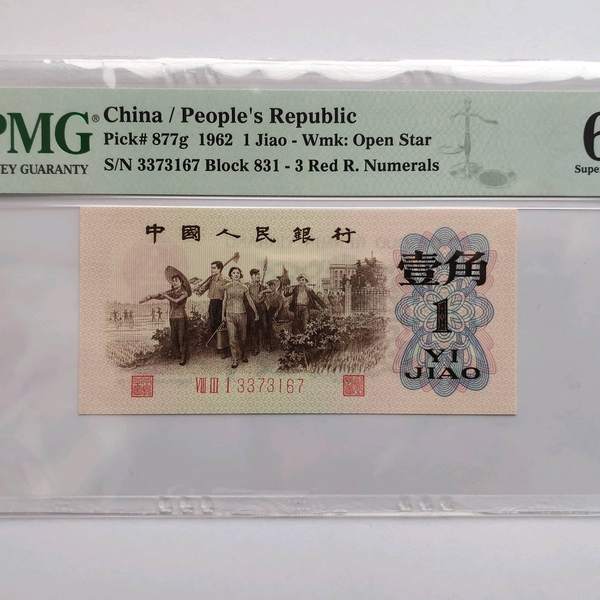 PMG®
EY GUARANTY
China / People's Republic
Pick# 877g 1962 1 Jiao - Wmk: Open Star
S/N 3373167 Block 831 - 3 Red R. Numerals
6
Super
中國人民銀行
壹角
1
YI
JIAO
VIII III I 3373167